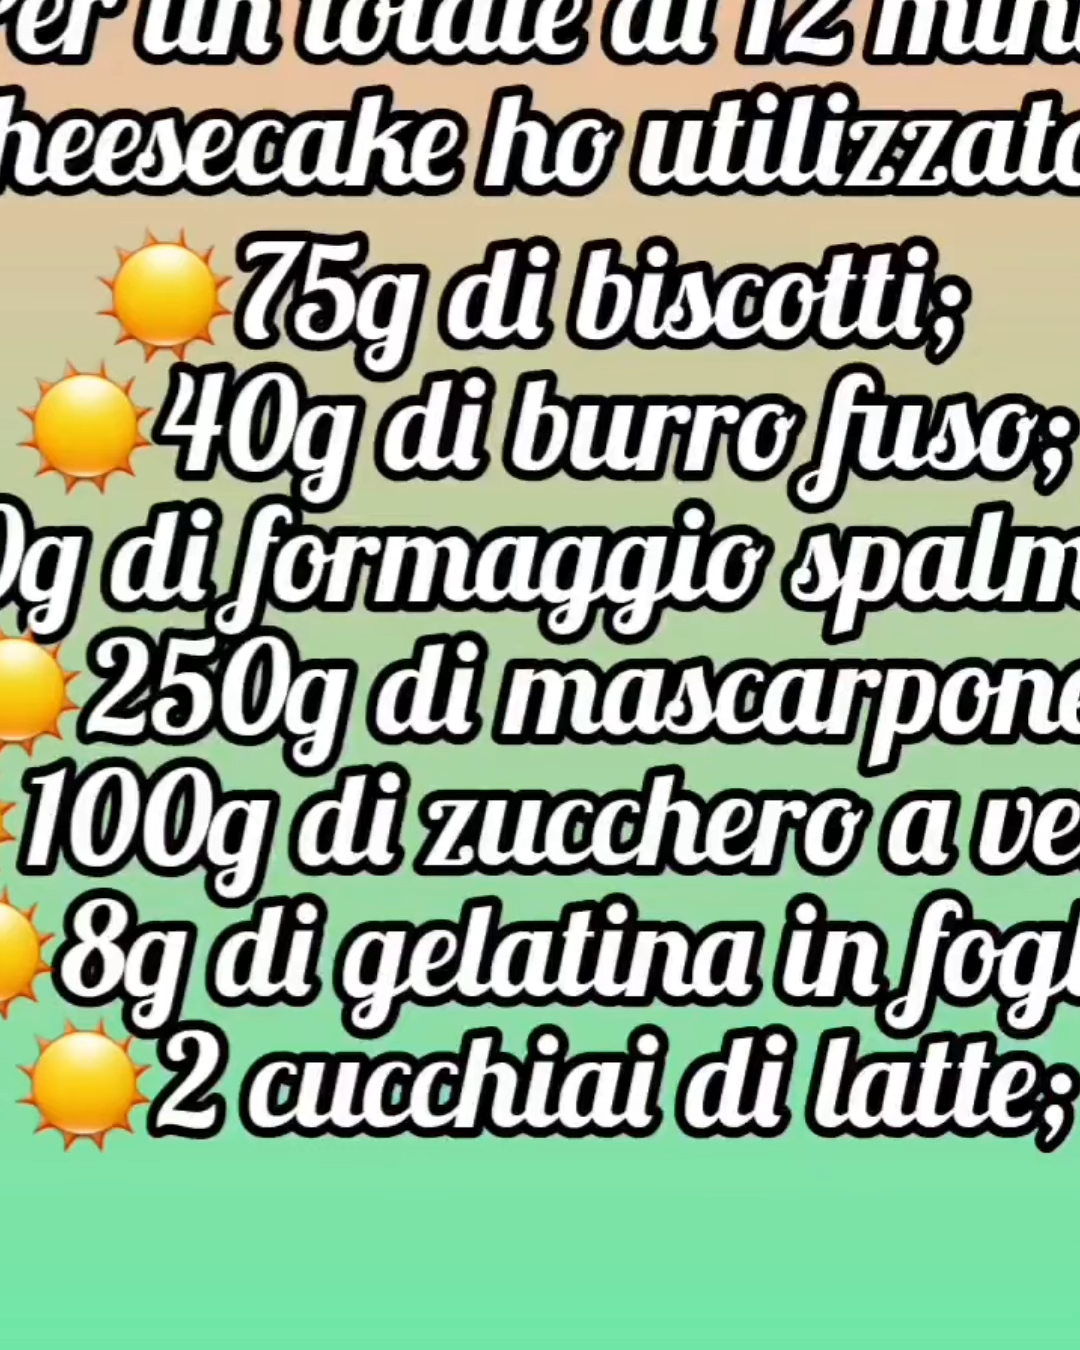 er un totale di 12 mini
heesecake ho utilizzato
75g di biscotti;
40g di burro fuso;
0g di formaggio spalm
250g di mascarpone
100g di zucchero a ve
8g di gelatina in fogl
2 cucchiai di latte;